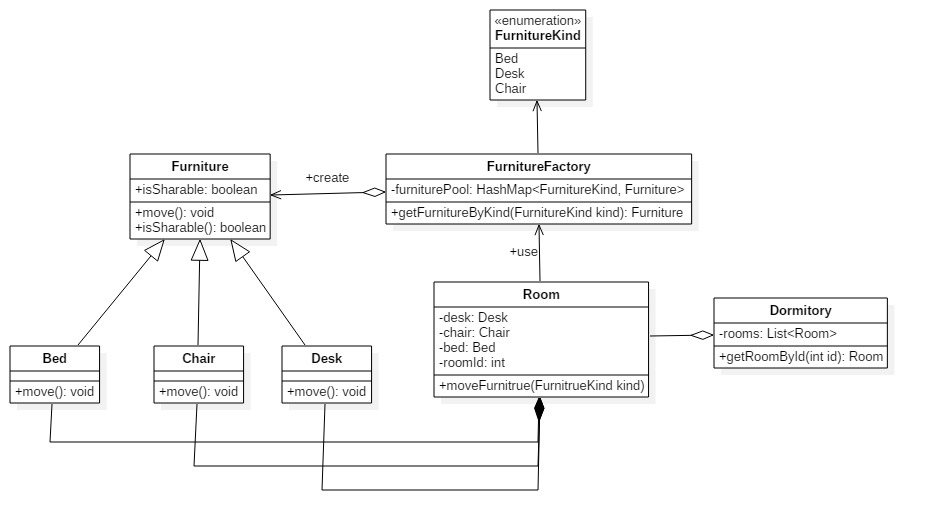 «enumeration»
FurnitureKind
Bed
Desk
Chair
Furniture
+isSharable: boolean
+move(): void
+isSharable(): boolean
+create
FurnitureFactory
-furniturePool: HashMap<FurnitureKind, Furniture>
+getFurnitureByKind(FurnitureKind kind): Furniture
+use
Room
-desk: Desk
-chair: Chair
-bed: Bed
-roomId: int
+moveFurnitrue(FurnitrueKind kind)
Dormitory
-rooms: List<Room>
+getRoomById(int id): Room
Bed
+move(): void
Chair
+move(): void
Desk
+move(): void